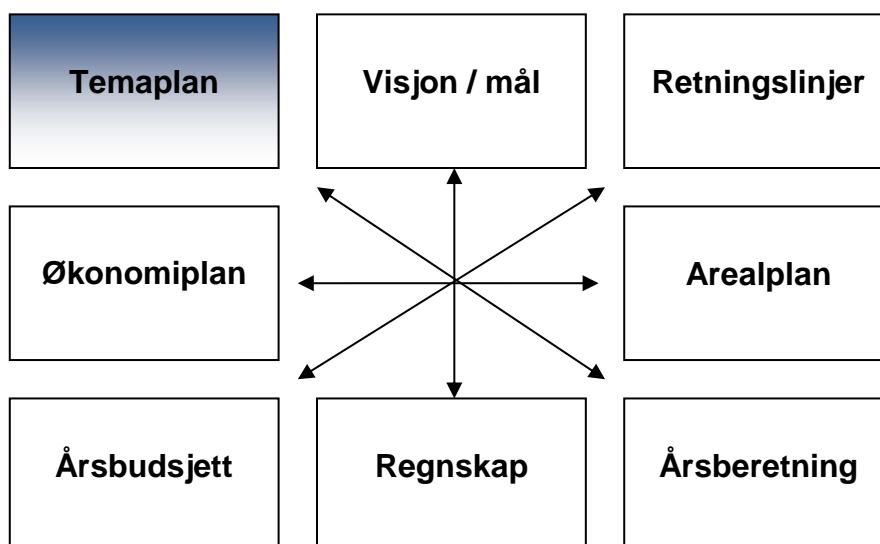 Temaplan
Visjon / mål
Retningslinjer
Økonomiplan
Arealplan
Årsbudsjett
Regnskap
Årsberetning